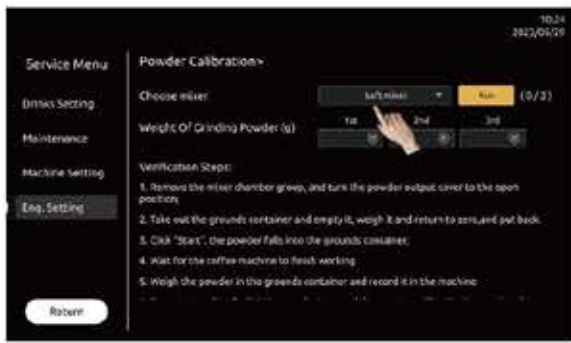 10:24
2023/05/29
Service Menu
Drinks Setting
Maintenance
Machine Setting
Eng. Setting
Return
Powder Calibration>
Choose mixer
Left mixer
Run
(0/3)
Weight Of Grinding Powder (g)
1st
2nd
3rd
Verification Steps:
1. Remove the mixer chamber group, and turn the powder output cover to the open
position;
2. Take out the grounds container and empty it, weigh it and return to zero,and put back.
3. Click "Start", the powder falls into the grounds container;
4. Wait for the coffee machine to finish working
5. Weigh the powder in the grounds container and record it in the machine